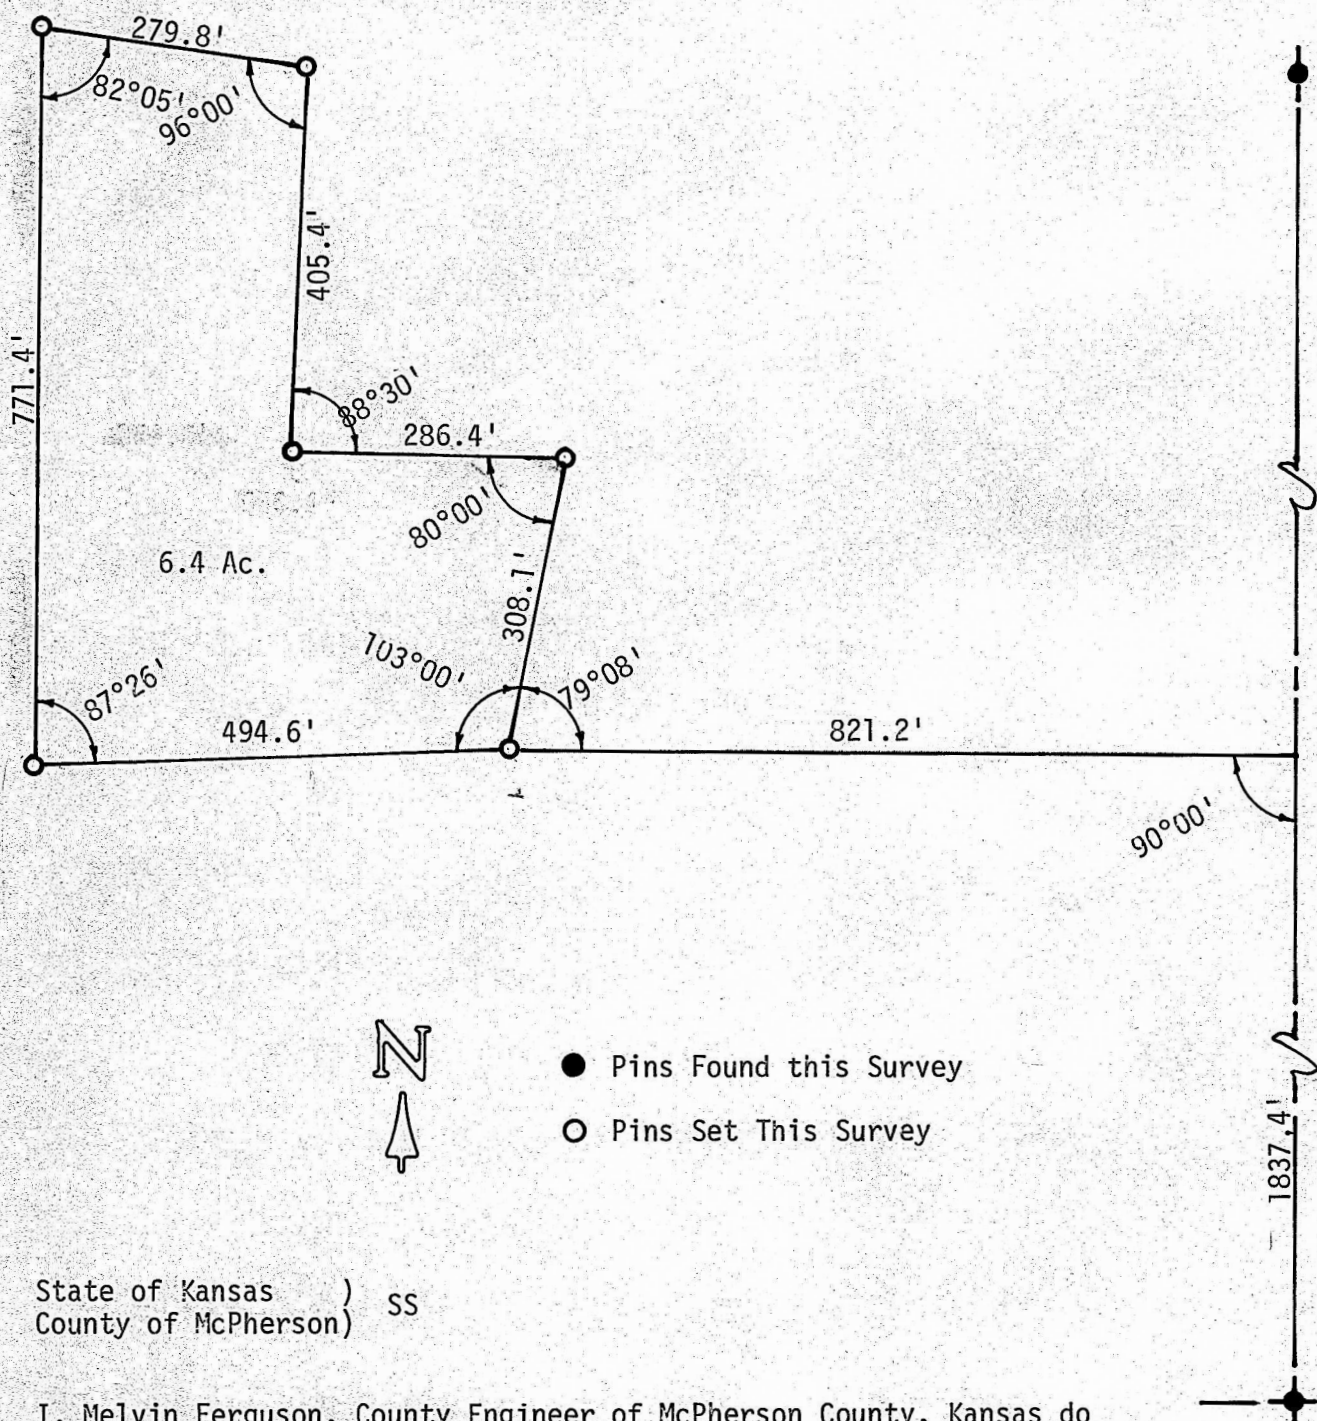 279.8'
82°05'
96°00'
405.4'
771.4'
88°30'
286.4'
80°00'
6.4 Ac.
308.1'
103°00'
79°08'
87°26'
494.6'
821.2'
90°00'
N
Pins Found this Survey
Pins Set This Survey
1837.4'
State of Kansas )
County of McPherson) SS
I, Melvin Ferguson, County Engineer of McPherson County, Kansas do